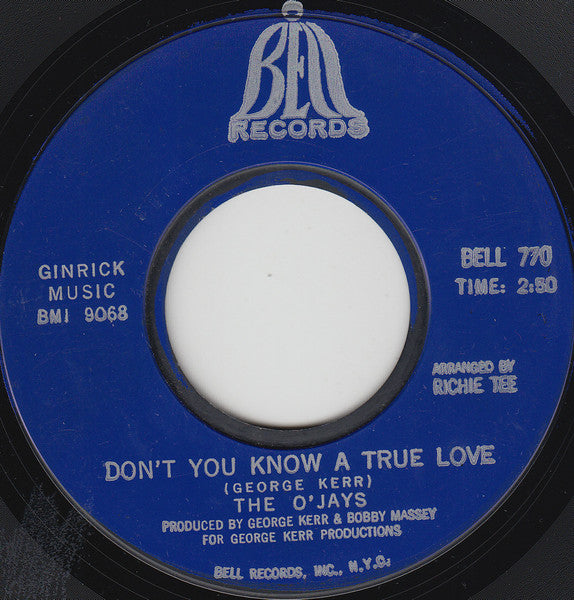 BELL
RECORDS
GINRICK
MUSIC
BMI 9068
BELL 770
TIME: 2:50
ARRANGED BY
RICHIE TEE
DON'T YOU KNOW A TRUE LOVE
(GEORGE KERR)
THE O'JAYS
PRODUCED BY GEORGE KERR & BOBBY MASSEY
FOR GEORGE KERR PRODUCTIONS
BELL RECORDS, INC., N.Y.C.